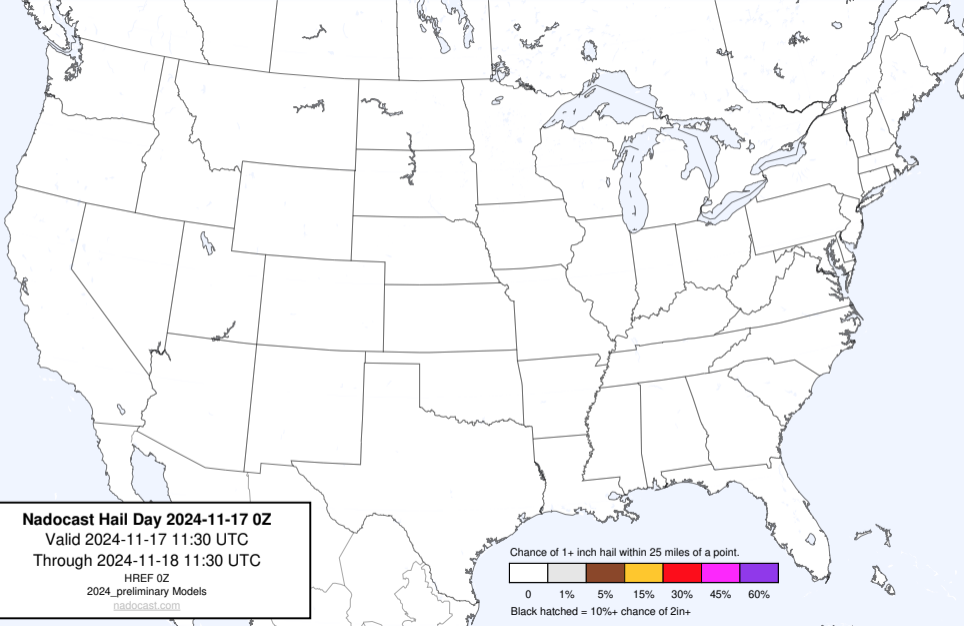 Nadocast Hail Day 2024-11-17 0Z
Valid 2024-11-17 11:30 UTC
Through 2024-11-18 11:30 UTC
HREF 0Z
2024_preliminary Models
nadocast.com
Chance of 1+ inch hail within 25 miles of a point.
0 1% 5% 15% 30% 45% 60%
Black hatched = 10%+ chance of 2in+